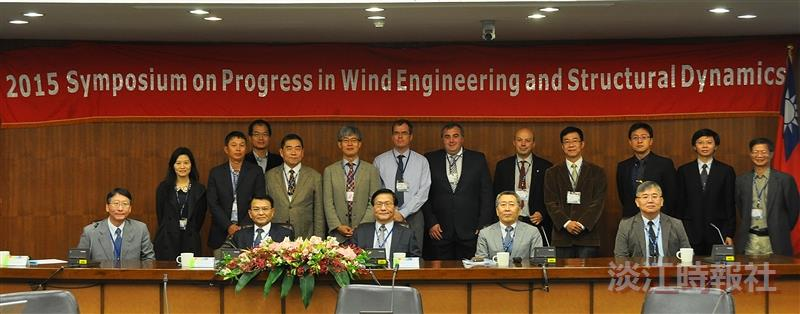 2015 Symposium on Progress in Wind Engineering and Structural Dynamics
淡江時報社